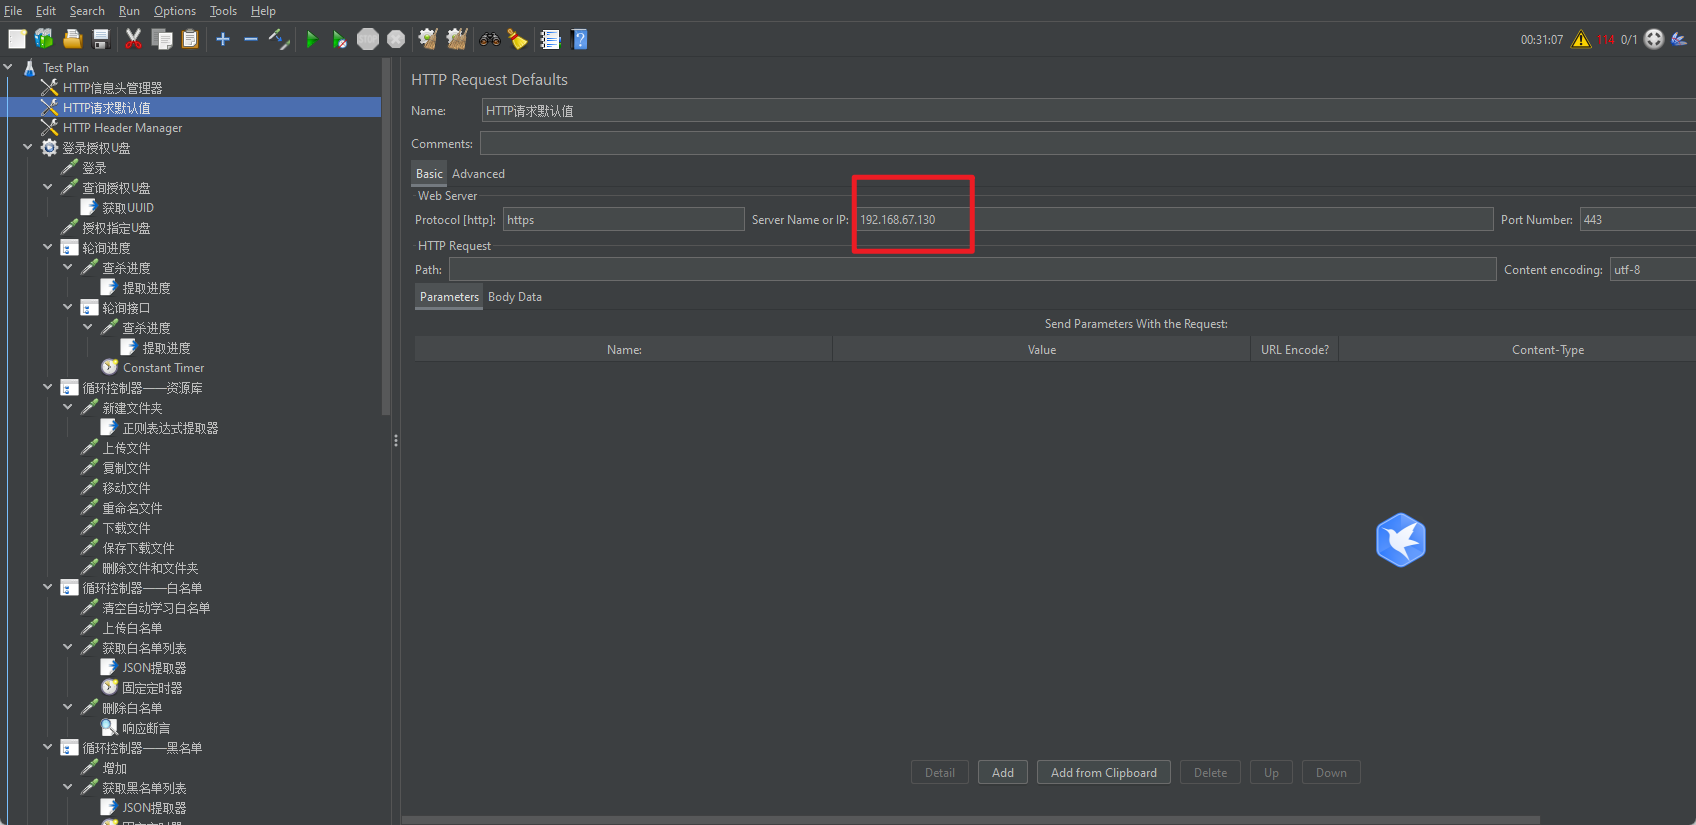 File Edit Search Run Options Tools Help
00:31:07 114 0/1
Test Plan
HTTP信息头管理器
HTTP请求默认值
HTTP Header Manager
登录授权U盘
登录
查询授权U盘
获取UUID
授权指定U盘
轮询进度
查杀进度
提取进度
轮询接口
查杀进度
提取进度
Constant Timer
循环控制器——资源库
新建文件夹
正则表达式提取器
上传文件
复制文件
移动文件
重命名文件
下载文件
保存下载文件
删除文件和文件夹
循环控制器——白名单
清空自动学习白名单
上传白名单
获取白名单列表
JSON提取器
固定定时器
删除白名单
响应断言
循环控制器——黑名单
增加
获取黑名单列表
JSON提取器
HTTP Request Defaults
Name: HTTP请求默认值
Comments:
Basic Advanced
Web Server
Protocol [http]: https Server Name or IP: 192.168.67.130 Port Number: 443
HTTP Request
Path: Content encoding: utf-8
Parameters Body Data
Send Parameters With the Request:
Name: Value URL Encode? Content-Type
Detail Add Add from Clipboard Delete Up Down